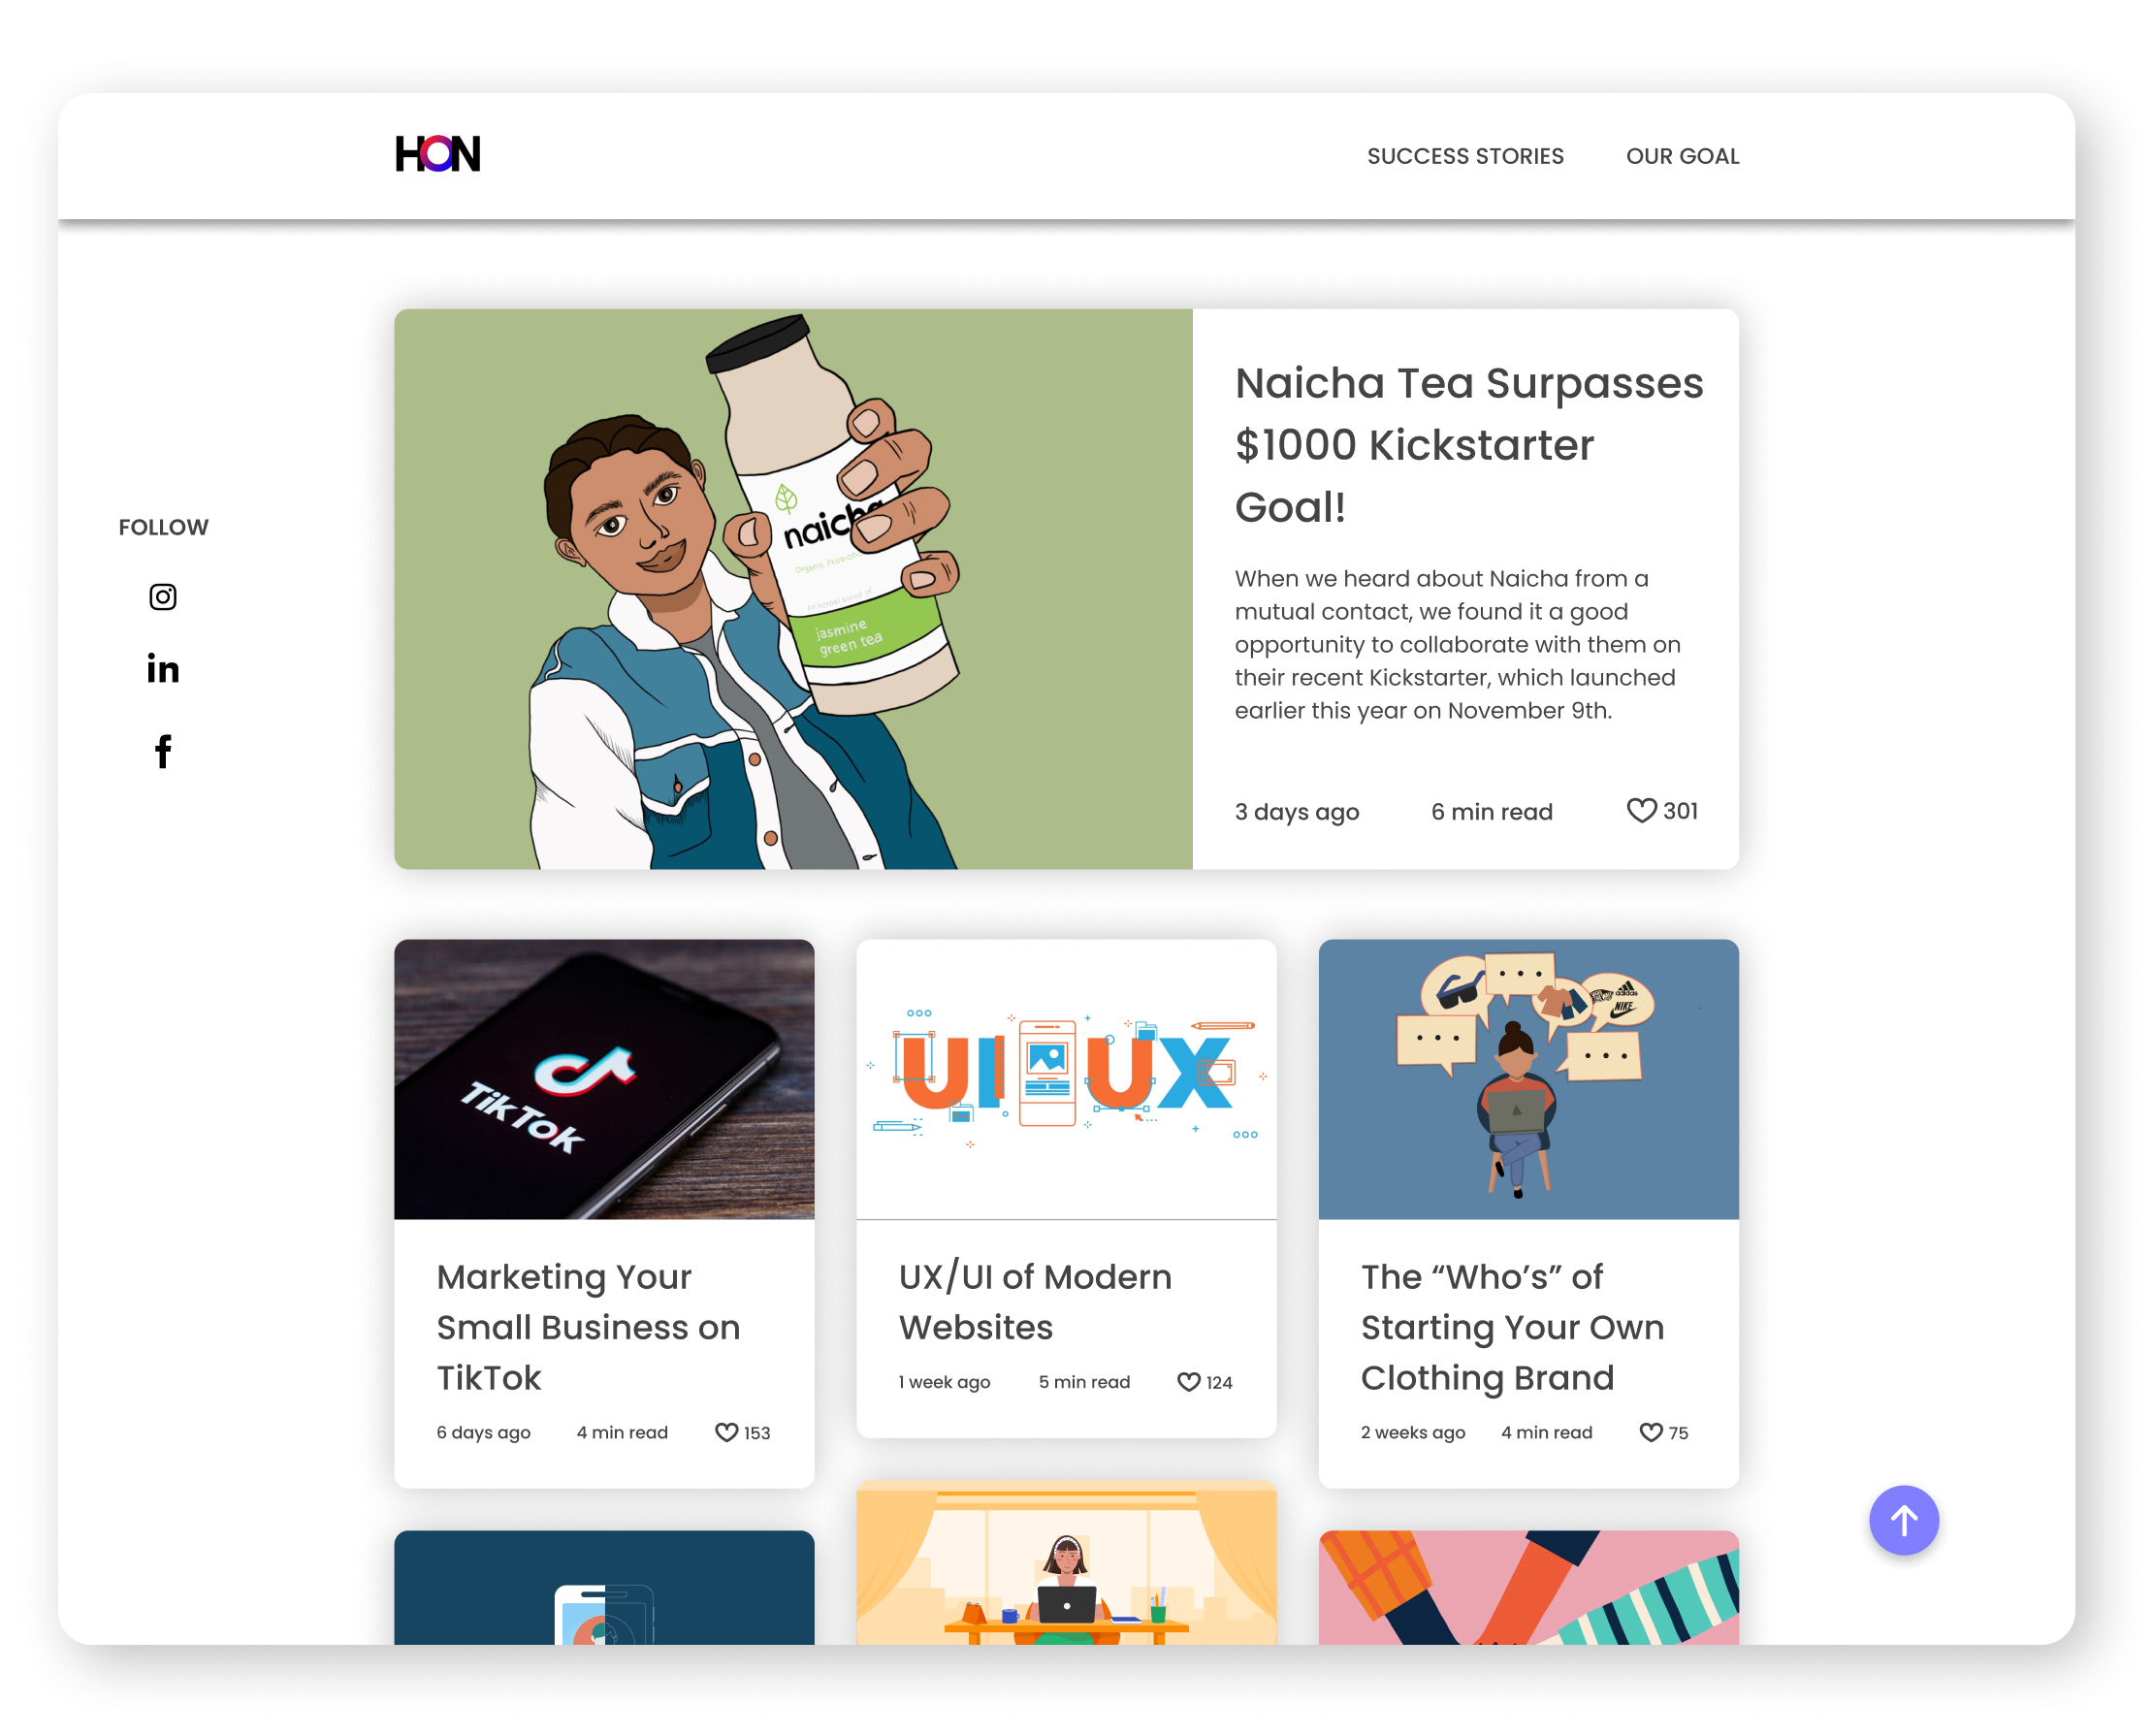 HON
SUCCESS STORIES
OUR GOAL
FOLLOW
naicha
Organic Probiotic
jasmine
green tea
Naicha Tea Surpasses
$1000 Kickstarter
Goal!
When we heard about Naicha from a
mutual contact, we found it a good
opportunity to collaborate with them on
their recent Kickstarter, which launched
earlier this year on November 9th.
3 days ago
6 min read
301
TikTok
Marketing Your
Small Business on
TikTok
6 days ago
4 min read
153
UI UX
UX/UI of Modern
Websites
1 week ago
5 min read
124
adidas
NIKE
The “Who’s” of
Starting Your Own
Clothing Brand
2 weeks ago
4 min read
75